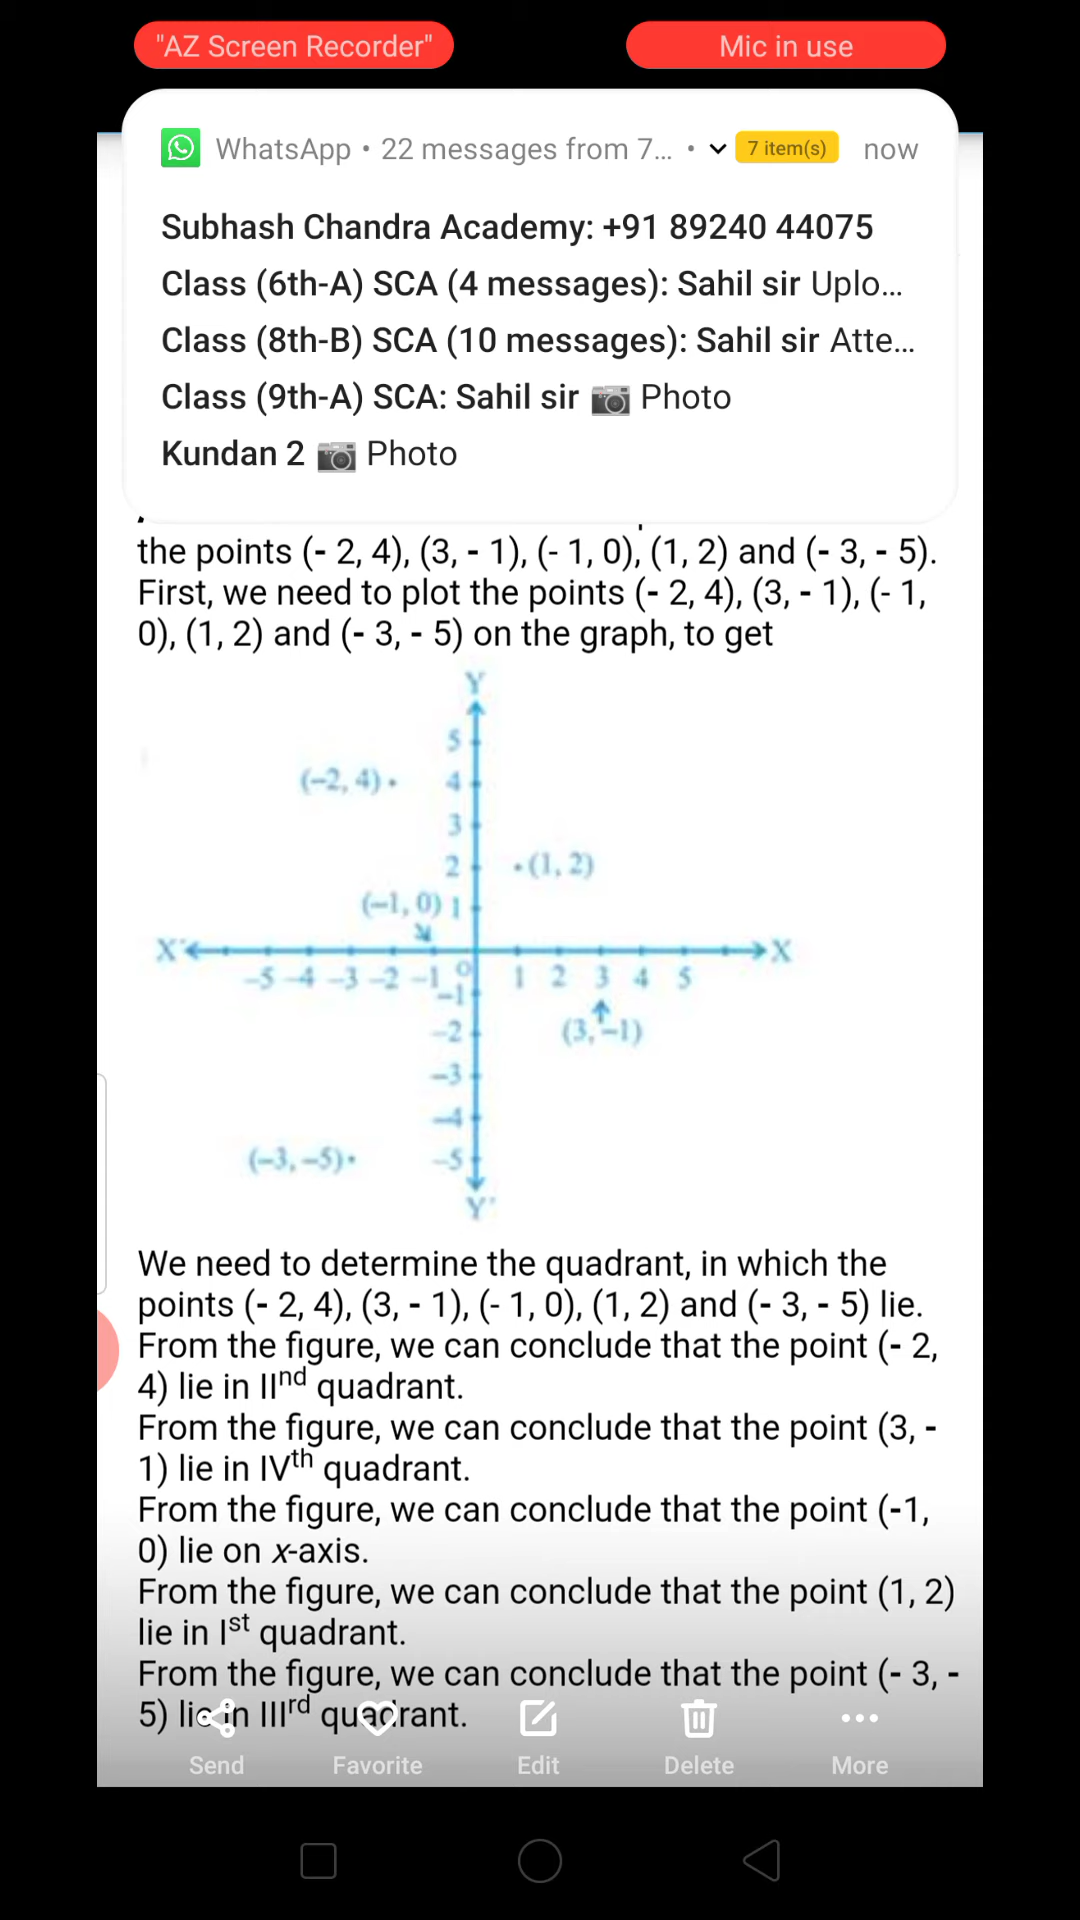 "AZ Screen Recorder"
Mic in use
WhatsApp • 22 messages from 7... • 7 item(s) now
Subhash Chandra Academy: +91 89240 44075
Class (6th-A) SCA (4 messages): Sahil sir Uplo...
Class (8th-B) SCA (10 messages): Sahil sir Atte...
Class (9th-A) SCA: Sahil sir 📷 Photo
Kundan 2 📷 Photo
the points (- 2, 4), (3, - 1), (- 1, 0), (1, 2) and (- 3, - 5).
First, we need to plot the points (- 2, 4), (3, - 1), (- 1,
0), (1, 2) and (- 3, - 5) on the graph, to get
Y
5
(–2, 4)
4
3
2
(1, 2)
(–1, 0)
1
X'
X
–5 –4 –3 –2 –1 0 1 2 3 4 5
–1
–2
(3, –1)
–3
–4
(–3, –5)
–5
Y'
We need to determine the quadrant, in which the
points (- 2, 4), (3, - 1), (- 1, 0), (1, 2) and (- 3, - 5) lie.
From the figure, we can conclude that the point (- 2,
4) lie in IInd quadrant.
From the figure, we can conclude that the point (3, -
1) lie in IVth quadrant.
From the figure, we can conclude that the point (-1,
0) lie on x-axis.
From the figure, we can conclude that the point (1, 2)
lie in Ist quadrant.
From the figure, we can conclude that the point (- 3, -
5) lie in IIIrd quadrant.
Send
Favorite
Edit
Delete
More